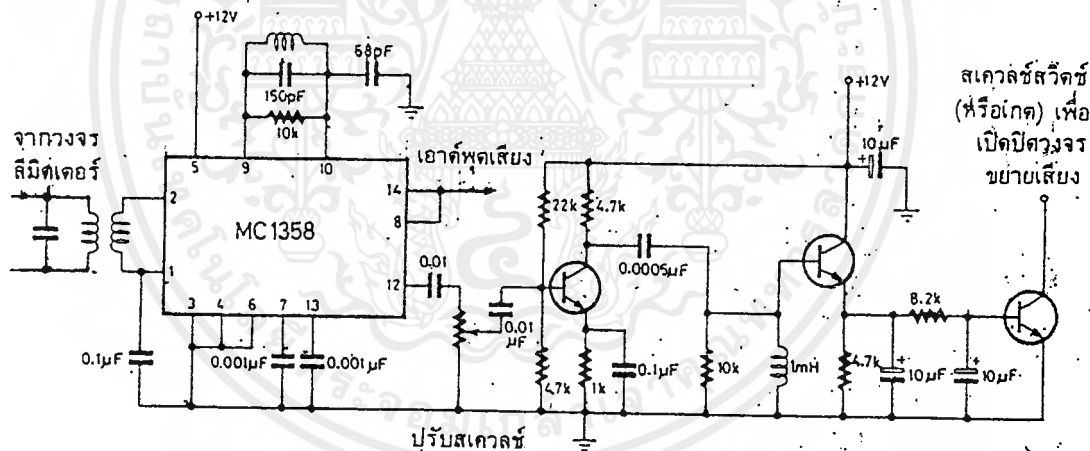 +12V
68pF
150pF
10k
จากวงจร
ลิมิตเตอร์
5
9
10
2
1
MC1358
14
8
12
เอาต์พุตเสียง
3
4
6
7
13
0.1µF
0.001µF
0.001µF
0.01
0.01
µF
ปรับสเควลช์
22k
4.7k
4.7k
1k
0.1µF
0.0005µF
10k
1mH
+12V
10µF
+
4.7k
8.2k
+
10µF
+
10µF
สเควลช์สวิตช์
(หรือเกต) เพื่อ
เปิดปิดวงจร
ขยายเสียง